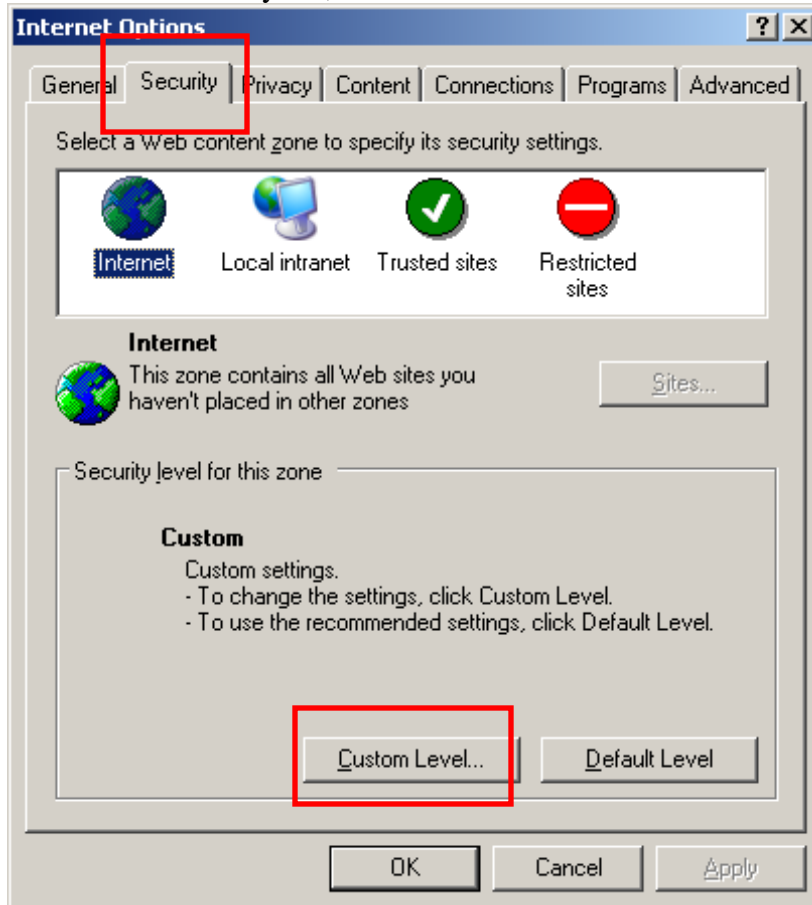 Internet Options
General Security Privacy Content Connections Programs Advanced
Select a Web content zone to specify its security settings.
Internet Local intranet Trusted sites Restricted
sites
Internet
This zone contains all Web sites you
haven't placed in other zones
Sites...
Security level for this zone
Custom
Custom settings.
- To change the settings, click Custom Level.
- To use the recommended settings, click Default Level.
Custom Level... Default Level
OK Cancel Apply